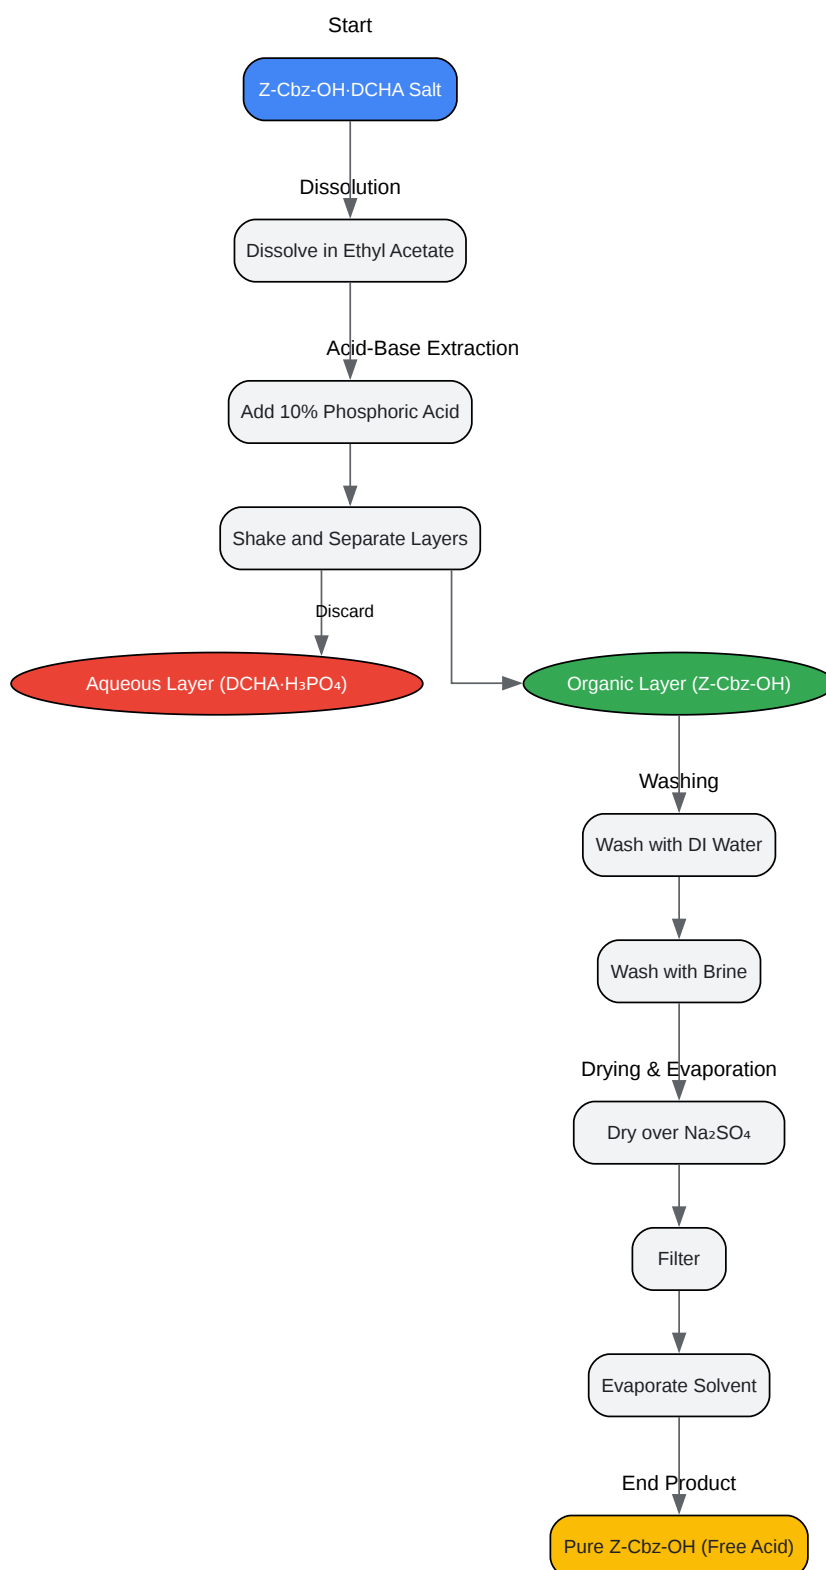 Start
Z-Cbz-OH·DCHA Salt
Dissolution
Dissolve in Ethyl Acetate
Acid-Base Extraction
Add 10% Phosphoric Acid
Shake and Separate Layers
Discard
Aqueous Layer (DCHA·H₃PO₄)
Organic Layer (Z-Cbz-OH)
Washing
Wash with DI Water
Wash with Brine
Drying & Evaporation
Dry over Na₂SO₄
Filter
Evaporate Solvent
End Product
Pure Z-Cbz-OH (Free Acid)